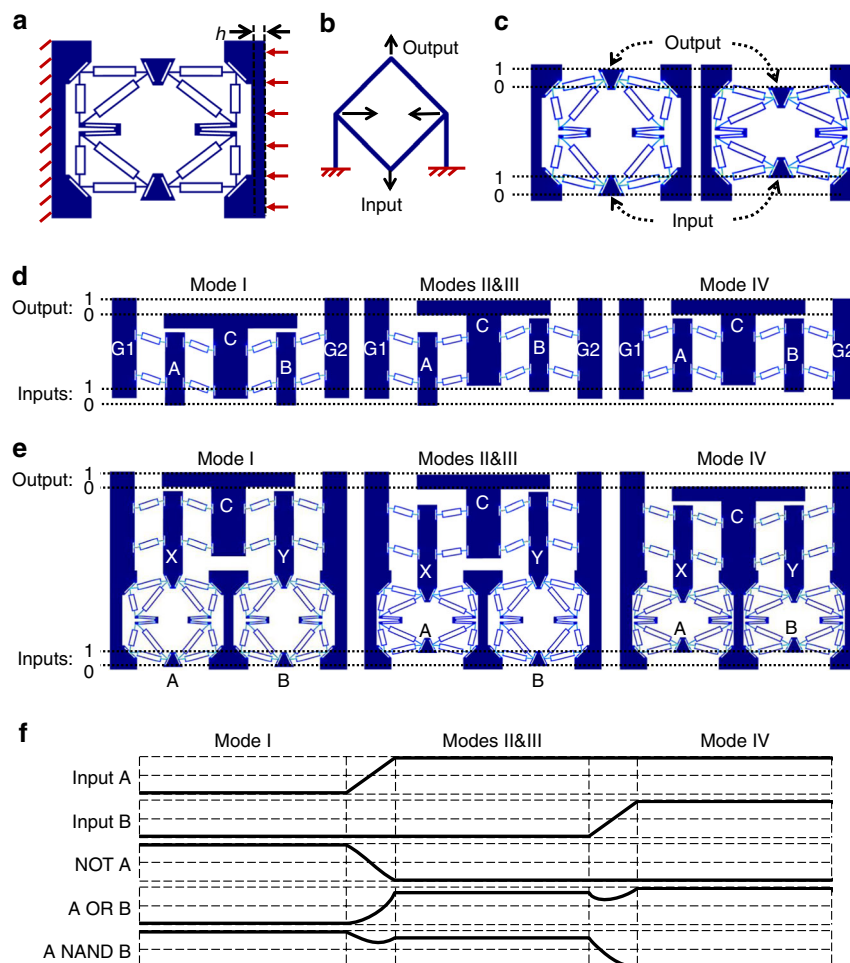 a
h
b
Output
Input
c
Output
1
0
1
0
Input
d
Mode I
Modes II&III
Mode IV
Output: 1
0
G1
A
C
B
G2
G1
A
C
B
G2
G1
A
C
B
G2
Inputs: 1
0
e
Mode I
Modes II&III
Mode IV
Output: 1
0
C
X
Y
C
X
Y
C
X
Y
A
A
B
Inputs: 1
0
A
B
B
f
Mode I
Modes II&III
Mode IV
Input A
Input B
NOT A
A OR B
A NAND B